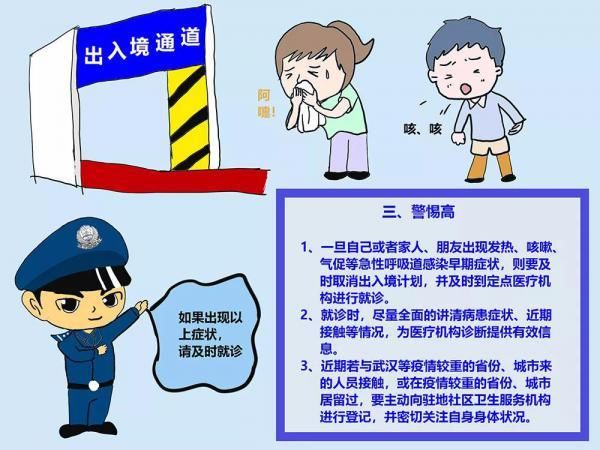 出入境通道
阿
嚏！
咳、咳
三、警惕高
1、一旦自己或者家人、朋友出现发热、咳嗽、
气促等急性呼吸道感染早期症状，则要及
时取消出入境计划，并及时到定点医疗机
构进行就诊。
2、就诊时，尽量全面的讲清病患症状、近期
接触等情况，为医疗机构诊断提供有效信
息。
3、近期若与武汉等疫情较重的省份、城市来
的人员接触，或在疫情较重的省份、城市
居留过，要主动向驻地社区卫生服务机构
进行登记，并密切关注自身身体状况。
如果出现以
上症状，
请及时就诊